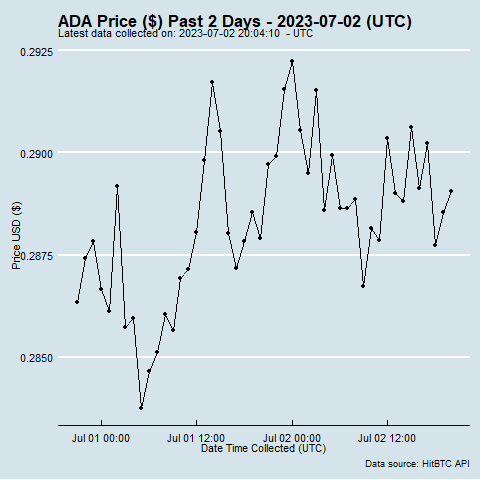 ADA Price ($) Past 2 Days - 2023-07-02 (UTC)
Latest data collected on: 2023-07-02 20:04:10  - UTC
0.2925
0.2900
0.2875
0.2850
Price USD ($)
Jul 01 00:00 Jul 01 12:00 Jul 02 00:00 Jul 02 12:00
Date Time Collected (UTC)
Data source: HitBTC API